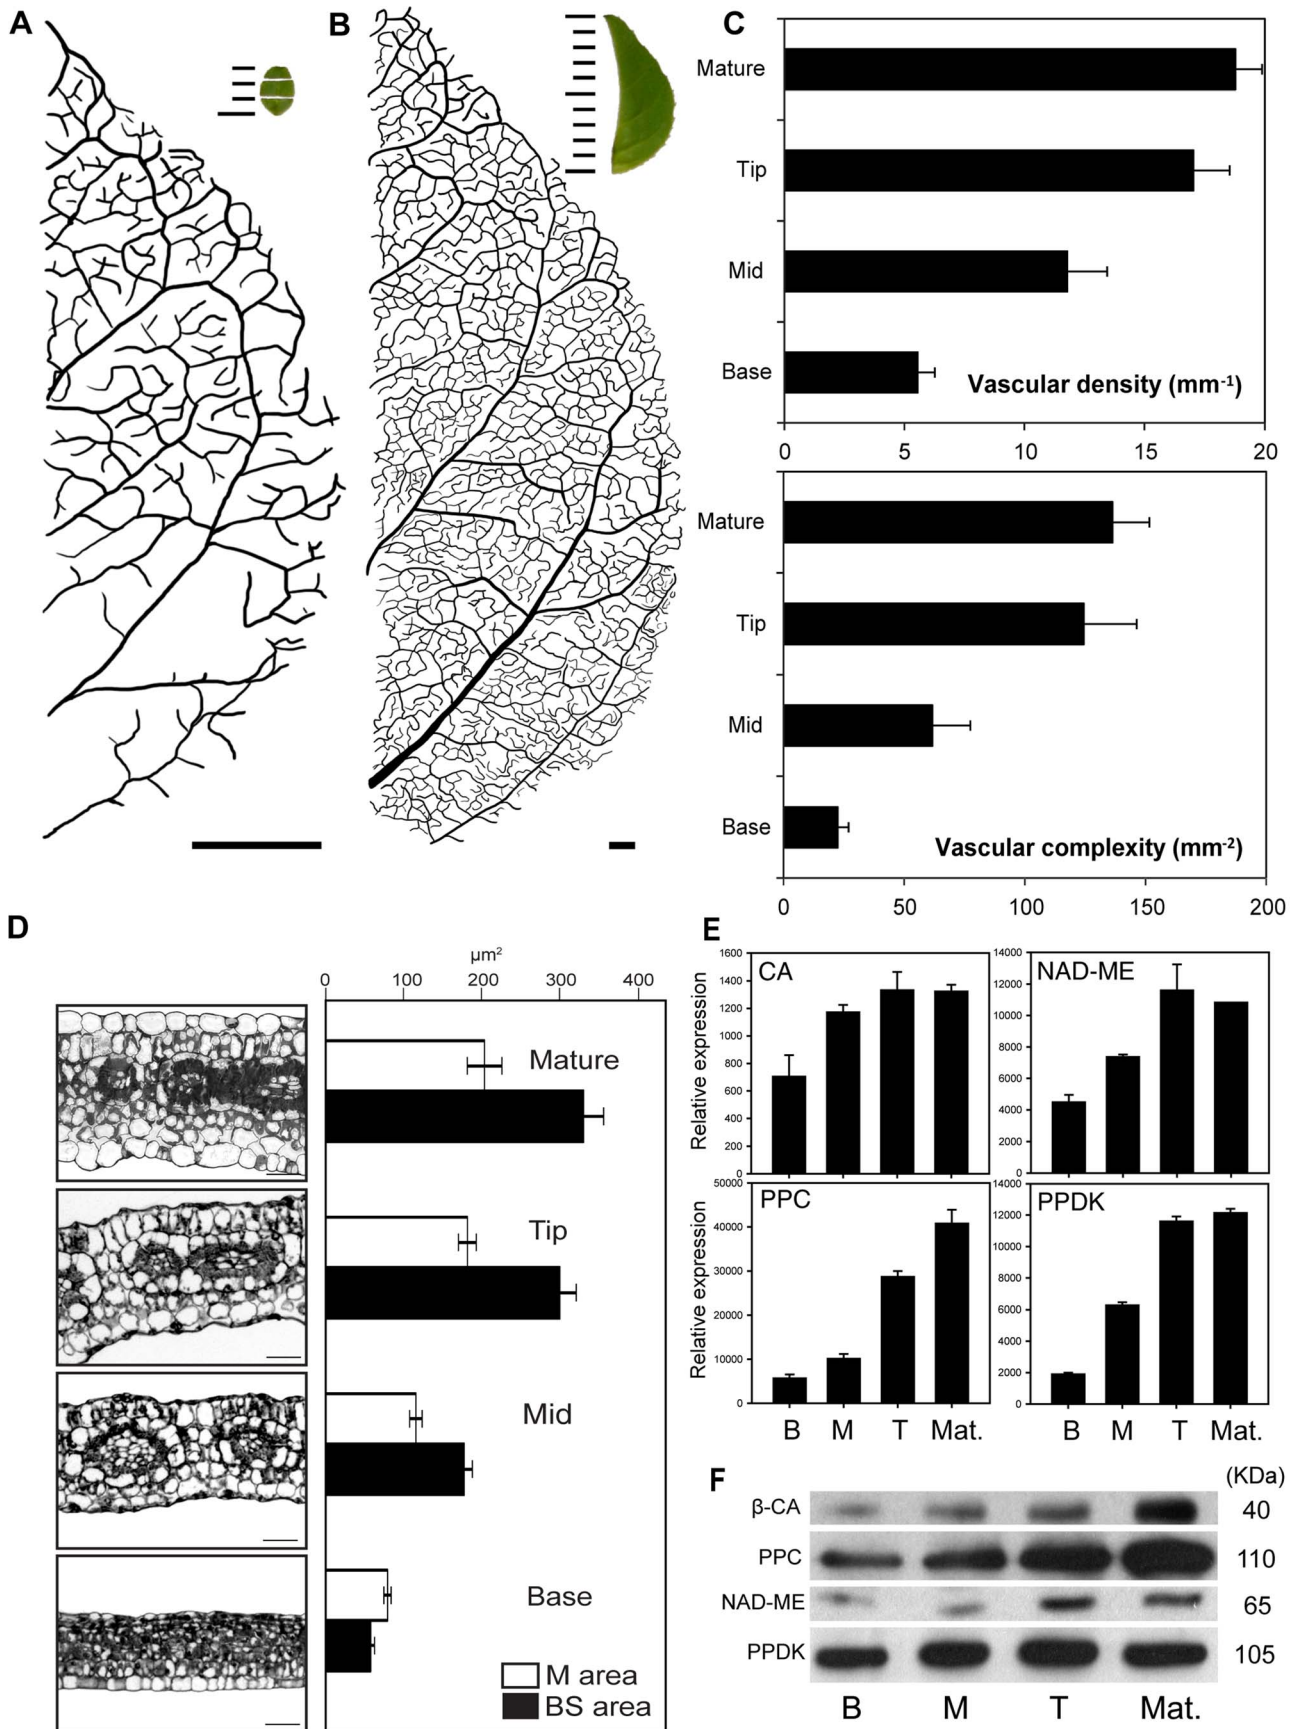 A
B
C
Mature
Tip
Mid
Base
Vascular density (mm-1)
0 5 10 15 20
Mature
Tip
Mid
Base
Vascular complexity (mm-2)
0 50 100 150 200
D
µm2
0 100 200 300 400
Mature
Tip
Mid
Base
M area
BS area
E
Relative expression
CA
1600
1400
1200
1000
800
600
400
200
0
NAD-ME
14000
12000
10000
8000
6000
4000
2000
0
Relative expression
PPC
50000
40000
30000
20000
10000
0
PPDK
14000
12000
10000
8000
6000
4000
2000
0
B M T Mat.
B M T Mat.
F
(KDa)
β-CA 40
PPC 110
NAD-ME 65
PPDK 105
B M T Mat.